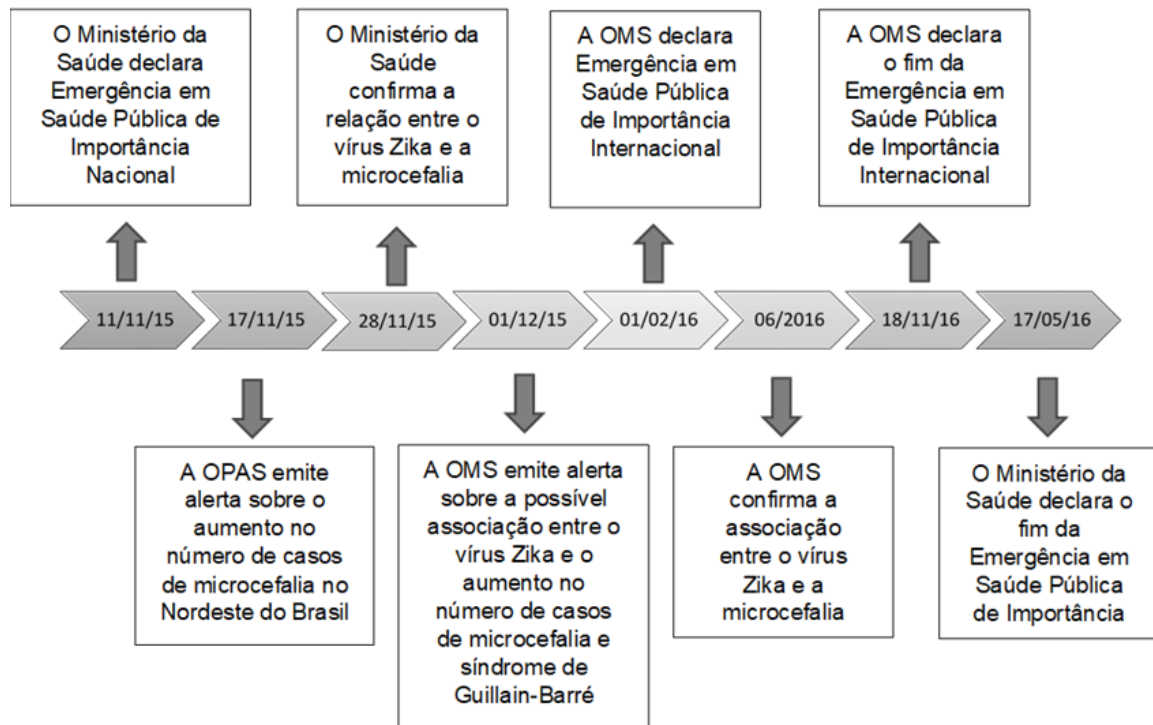 O Ministério da
Saúde declara
Emergência em
Saúde Pública de
Importância
Nacional
O Ministério da
Saúde
confirma a
relação entre o
vírus Zika e a
microcefalia
A OMS declara
Emergência em
Saúde Pública
de Importância
Internacional
A OMS declara
o fim da
Emergência em
Saúde Pública
de Importância
Internacional
11/11/15
17/11/15
28/11/15
01/12/15
01/02/16
06/2016
18/11/16
17/05/16
A OPAS emite
alerta sobre o
aumento no
número de casos
de microcefalia no
Nordeste do Brasil
A OMS emite alerta
sobre a possível
associação entre o
vírus Zika e o
aumento no
número de casos
de microcefalia e
síndrome de
Guillain-Barré
A OMS
confirma a
associação
entre o vírus
Zika e a
microcefalia
O Ministério da
Saúde declara o
fim da
Emergência em
Saúde Pública
de Importância